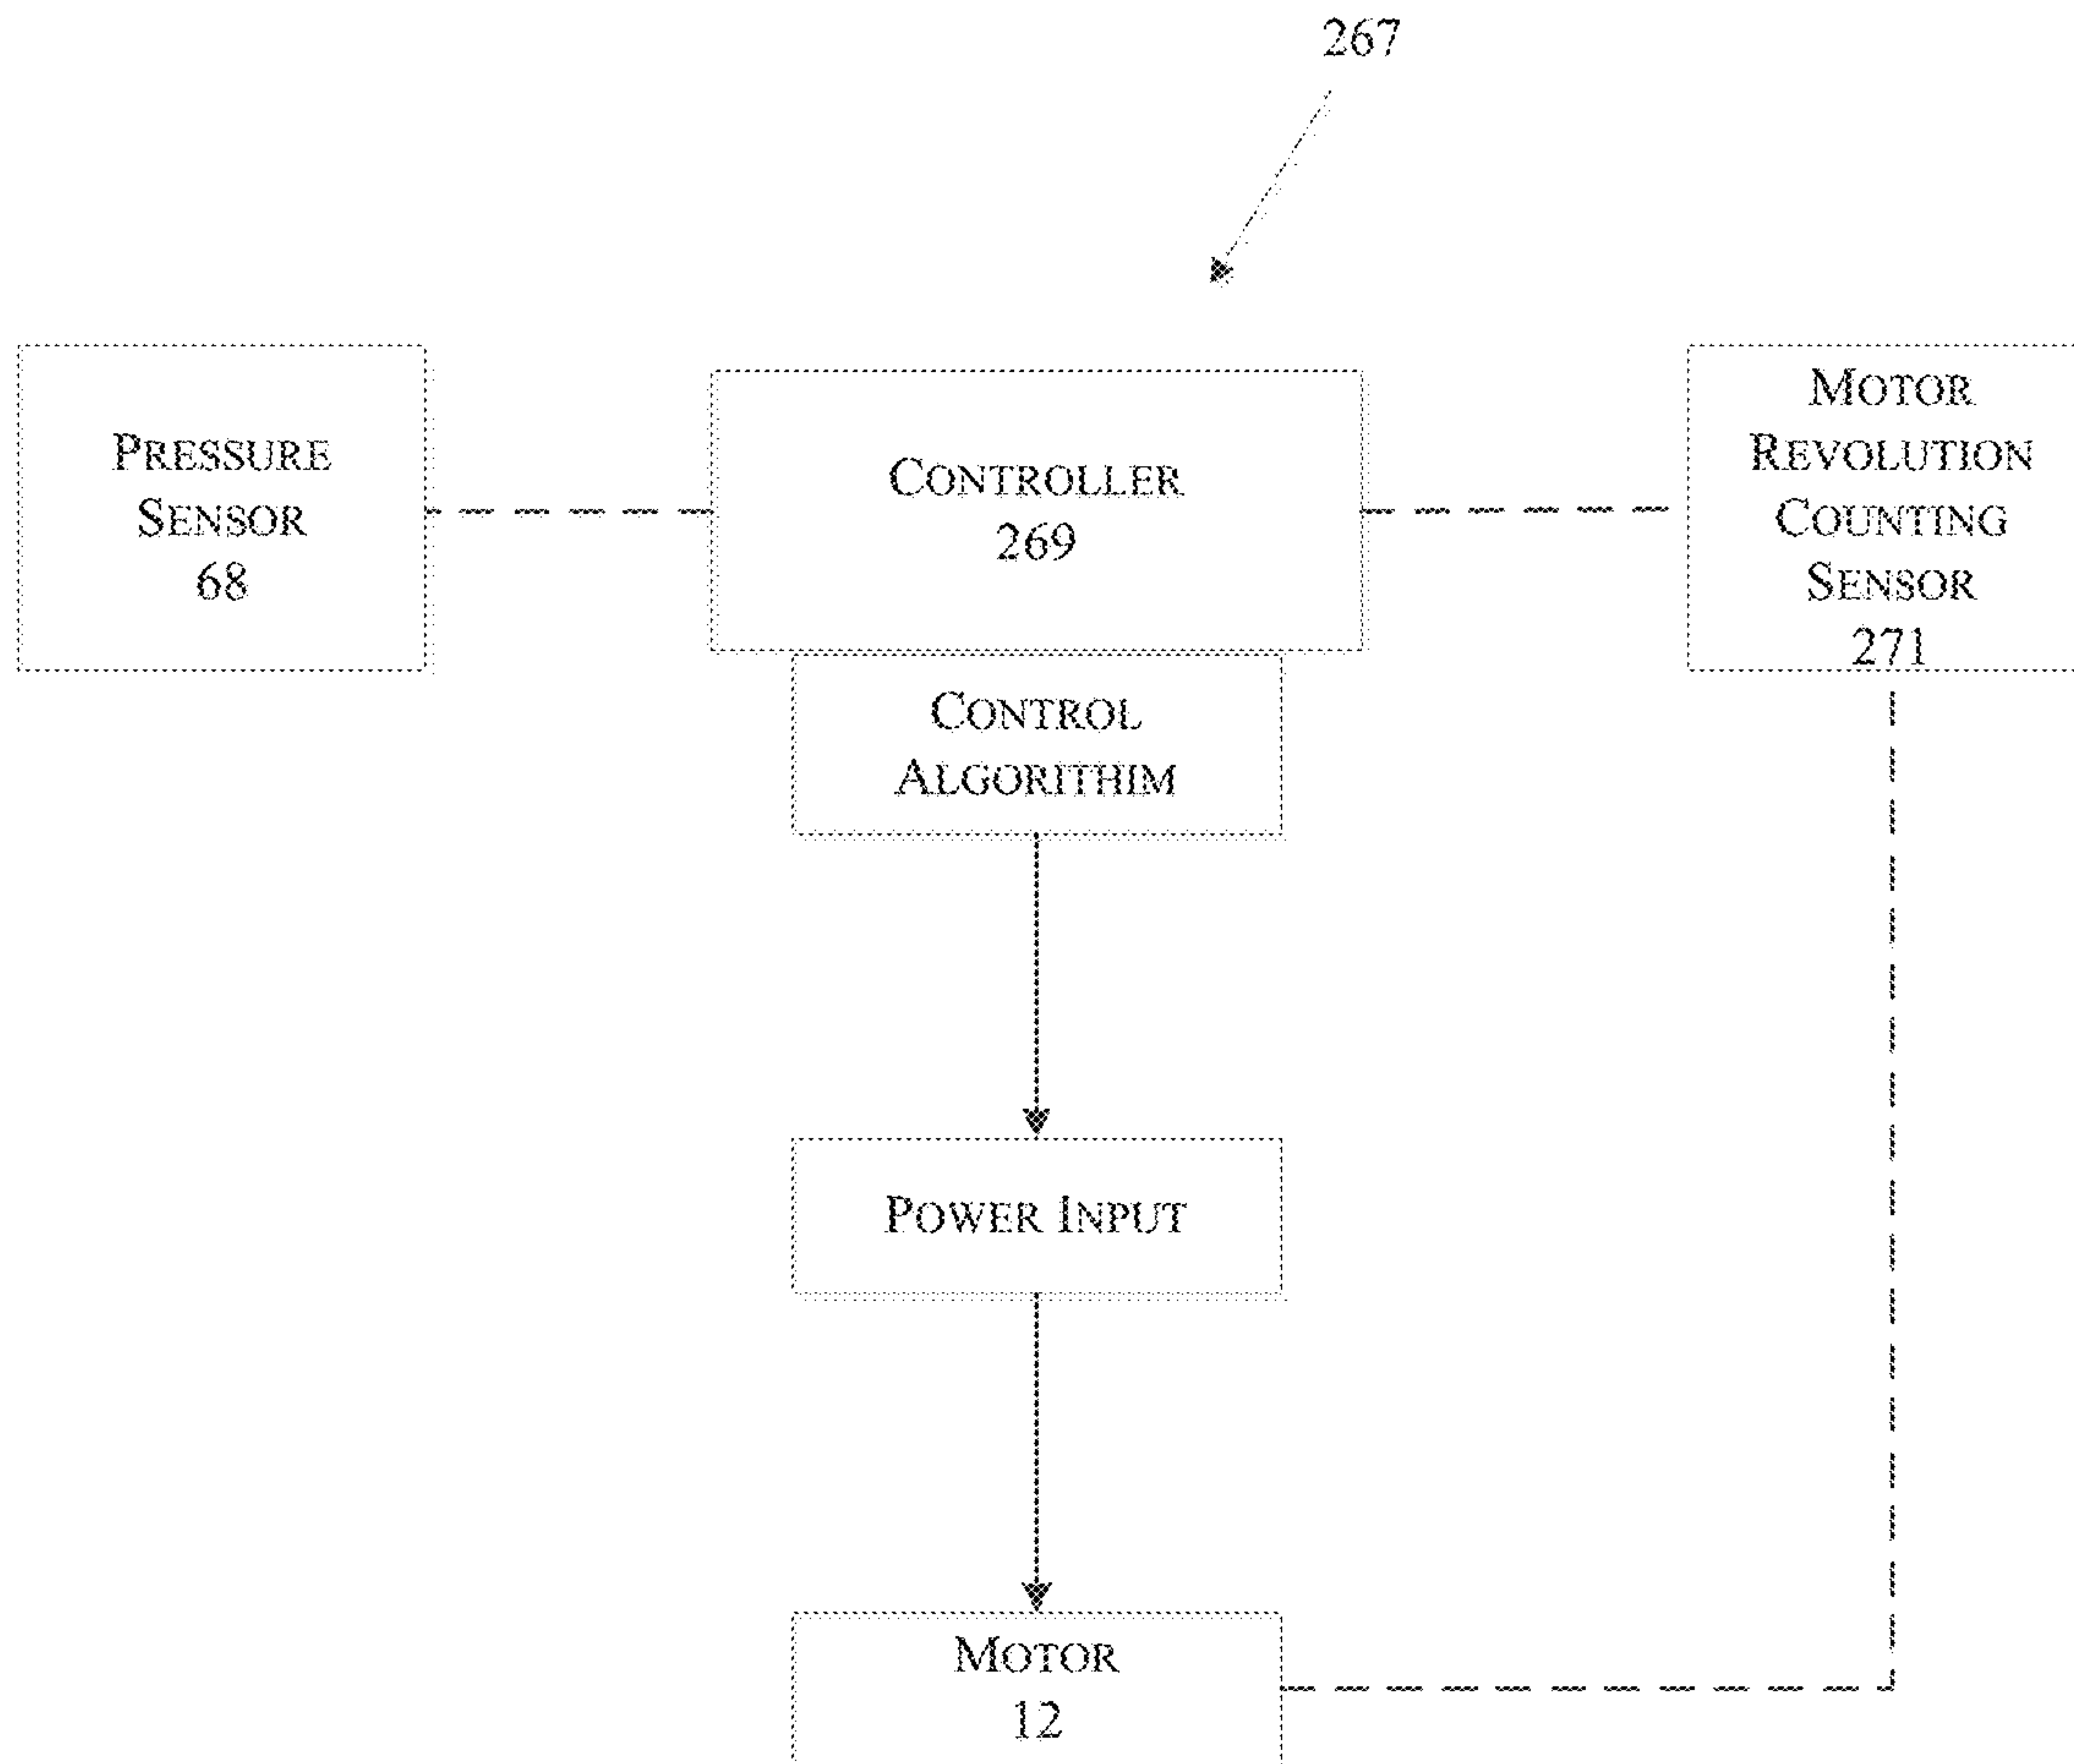 267
PRESSURE
SENSOR
68
CONTROLLER
269
MOTOR
REVOLUTION
COUNTING
SENSOR
271
CONTROL
ALGORITHIM
POWER INPUT
MOTOR
12